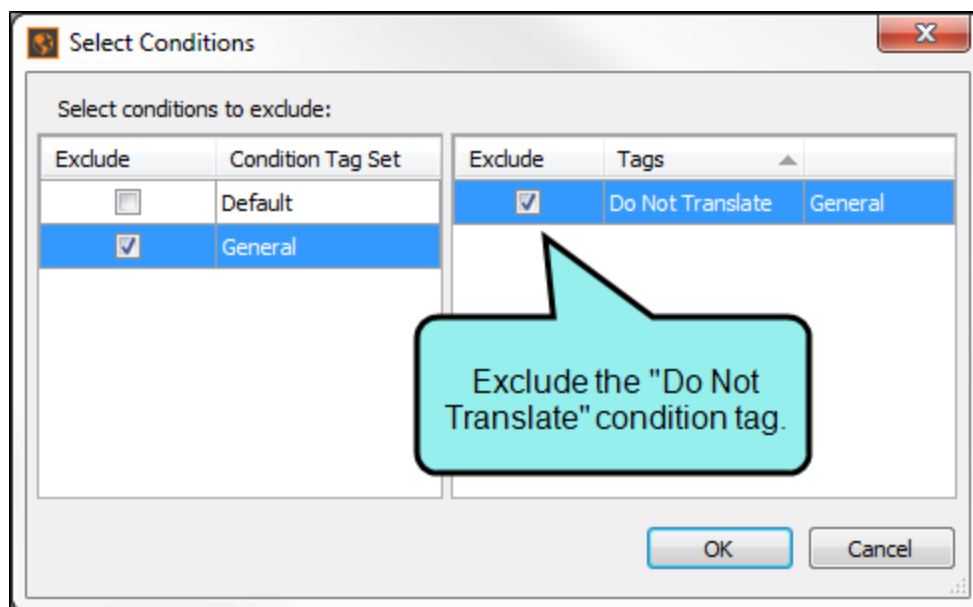 Select Conditions
Select conditions to exclude:
Exclude Condition Tag Set Exclude Tags
Default Do Not Translate General
General
Exclude the "Do Not
Translate" condition tag.
OK Cancel